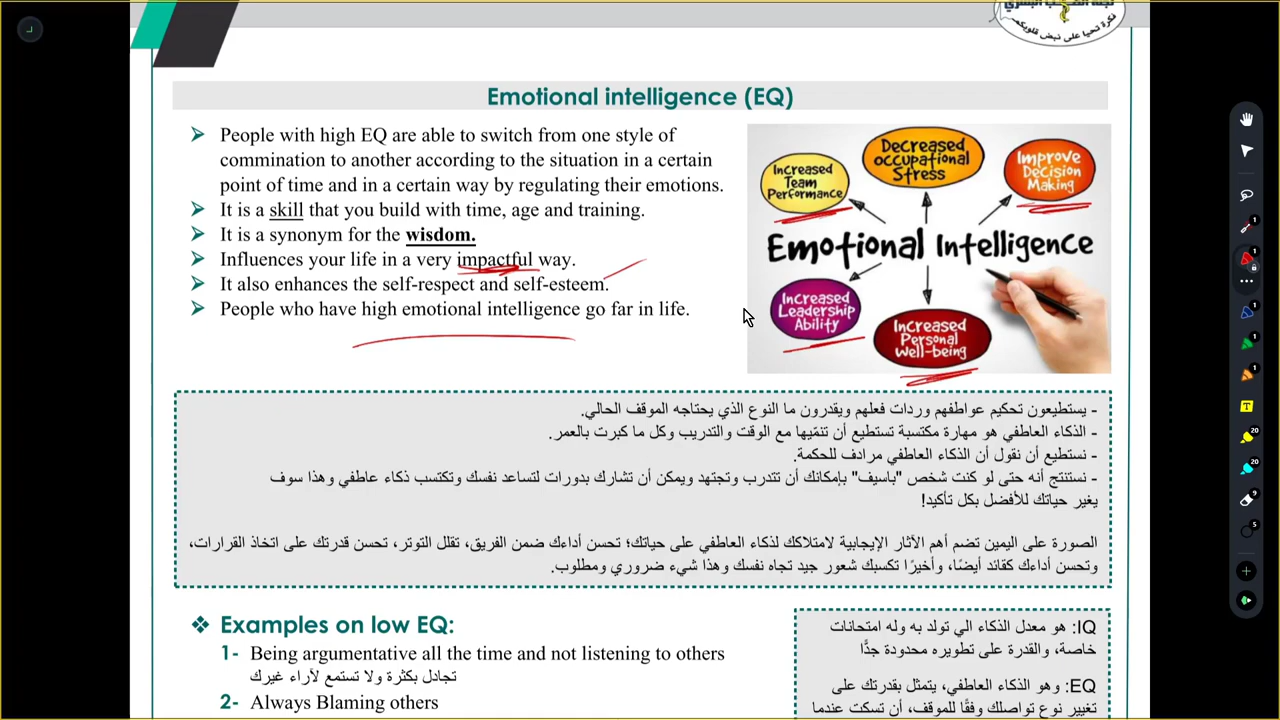 لجنة الطب البشري
فكرة تحيا على نبض قلوبكم
Emotional intelligence (EQ)
➢ People with high EQ are able to switch from one style of
commination to another according to the situation in a certain
point of time and in a certain way by regulating their emotions.
➢ It is a skill that you build with time, age and training.
➢ It is a synonym for the wisdom.
➢ Influences your life in a very impactful way.
➢ It also enhances the self-respect and self-esteem.
➢ People who have high emotional intelligence go far in life.
Increased
Team
Performance
Decreased
Occupational
Stress
Improve
Decision
Making
Emotional Intelligence
Increased
Leadership
Ability
Increased
Personal
Well-being
- يستطيعون تحكيم عواطفهم وردات فعلهم ويقدرون ما النوع الذي يحتاجه الموقف الحالي.
- الذكاء العاطفي هو مهارة مكتسبة تستطيع أن تنمّيها مع الوقت والتدريب وكل ما كبرت بالعمر.
- نستطيع أن نقول أن الذكاء العاطفي مرادف للحكمة.
- نستنتج أنه حتى لو كنت شخص "باسيف" بإمكانك أن تتدرب وتجتهد ويمكن أن تشارك بدورات لتساعد نفسك وتكتسب ذكاء عاطفي وهذا سوف
يغير حياتك للأفضل بكل تأكيد!
الصورة على اليمين تضم أهم الآثار الإيجابية لامتلاكك لذكاء العاطفي على حياتك؛ تحسن أداءك ضمن الفريق، تقلل التوتر، تحسن قدرتك على اتخاذ القرارات،
وتحسن أداءك كقائد أيضًا، وأخيرًا تكسبك شعور جيد تجاه نفسك وهذا شيء ضروري ومطلوب.
❖ Examples on low EQ:
1- Being argumentative all the time and not listening to others
تجادل بكثرة ولا تستمع لآراء غيرك
2- Always Blaming others
IQ: هو معدل الذكاء الي تولد به وله امتحانات
خاصة، والقدرة على تطويره محدودة جدًّا
EQ: وهو الذكاء العاطفي، يتمثل بقدرتك على
تغيير نوع تواصلك وفقًا للموقف، أن تسكت عندما